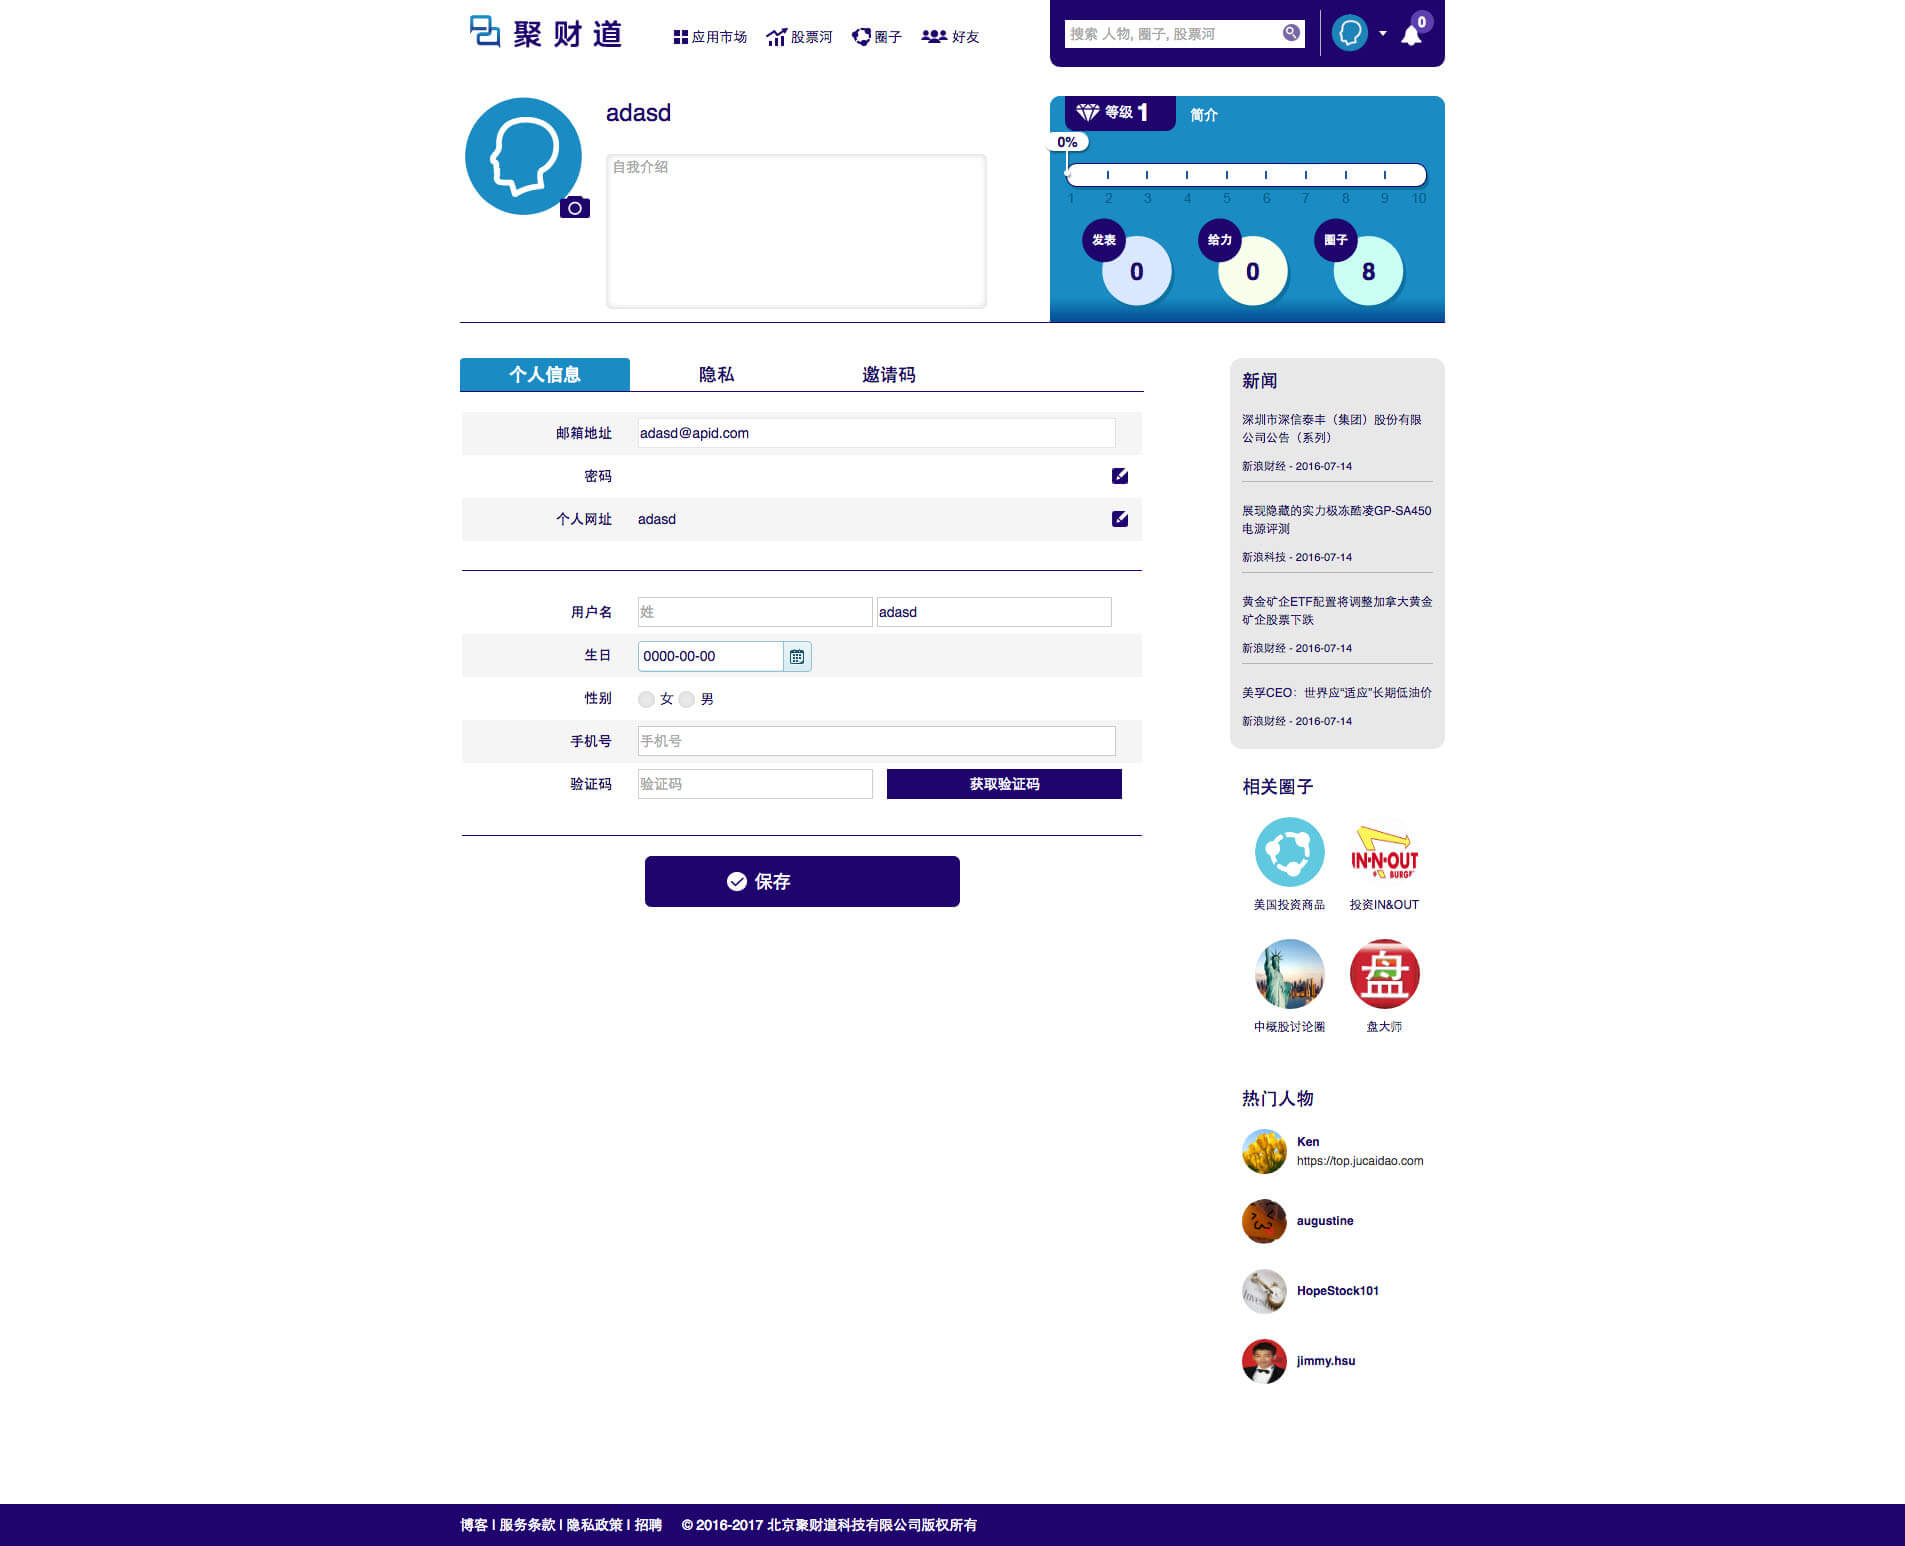 聚财道
应用市场 股票河 圈子 好友
搜索 人物, 圈子, 股票河
0
adasd
自我介绍
等级 1 简介
0%
1 2 3 4 5 6 7 8 9 10
发表 给力 圈子
0 0 8
个人信息 隐私 邀请码
邮箱地址 adasd@apid.com
密码
个人网址 adasd
用户名 姓 adasd
生日 0000-00-00
性别 女 男
手机号 手机号
验证码 验证码 获取验证码
保存
新闻
深圳市深信泰丰（集团）股份有限
公司公告（系列）
新浪财经 - 2016-07-14
展现隐藏的实力极冻酷凌GP-SA450
电源评测
新浪科技 - 2016-07-14
黄金矿企ETF配置将调整加拿大黄金
矿企股票下跌
新浪财经 - 2016-07-14
美孚CEO：世界应“适应”长期低油价
新浪财经 - 2016-07-14
相关圈子
IN-N-OUT
BURGER
美国投资商品 投资IN&OUT
盘
中概股讨论圈 盘大师
热门人物
Ken
https://top.jucaidao.com
augustine
HopeStock101
jimmy.hsu
博客 | 服务条款 | 隐私政策 | 招聘 © 2016-2017 北京聚财道科技有限公司版权所有